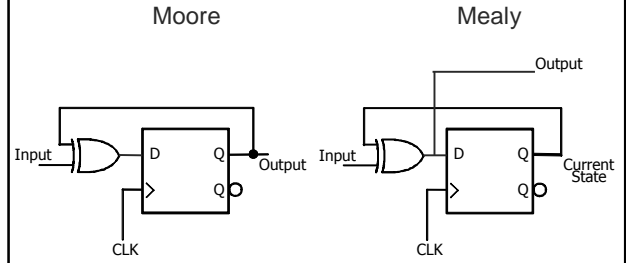 Moore
Input
D
Q
Output
Q
CLK
Mealy
Output
Input
D
Q
Current
State
Q
CLK